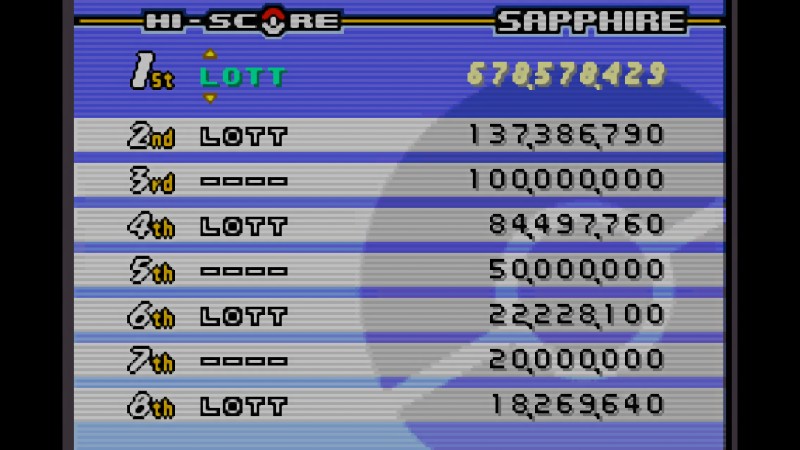 HI-SCORE SAPPHIRE
1st LOTT 678,578,429
2nd LOTT 137,386,790
3rd ---- 100,000,000
4th LOTT 84,497,760
5th ---- 50,000,000
6th LOTT 22,228,100
7th ---- 20,000,000
8th LOTT 18,269,640